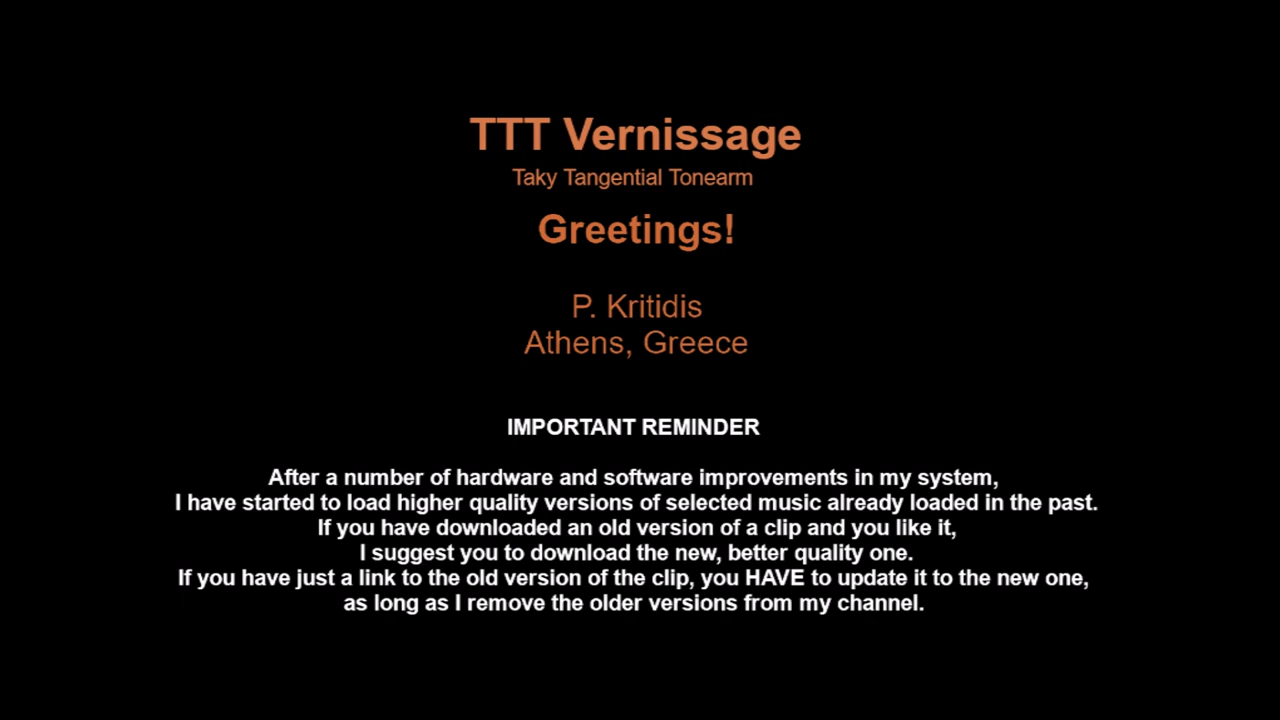 TTT Vernissage
Taky Tangential Tonearm
Greetings!
P. Kritidis
Athens, Greece
IMPORTANT REMINDER
After a number of hardware and software improvements in my system,
I have started to load higher quality versions of selected music already loaded in the past.
If you have downloaded an old version of a clip and you like it,
I suggest you to download the new, better quality one.
If you have just a link to the old version of the clip, you HAVE to update it to the new one,
as long as I remove the older versions from my channel.